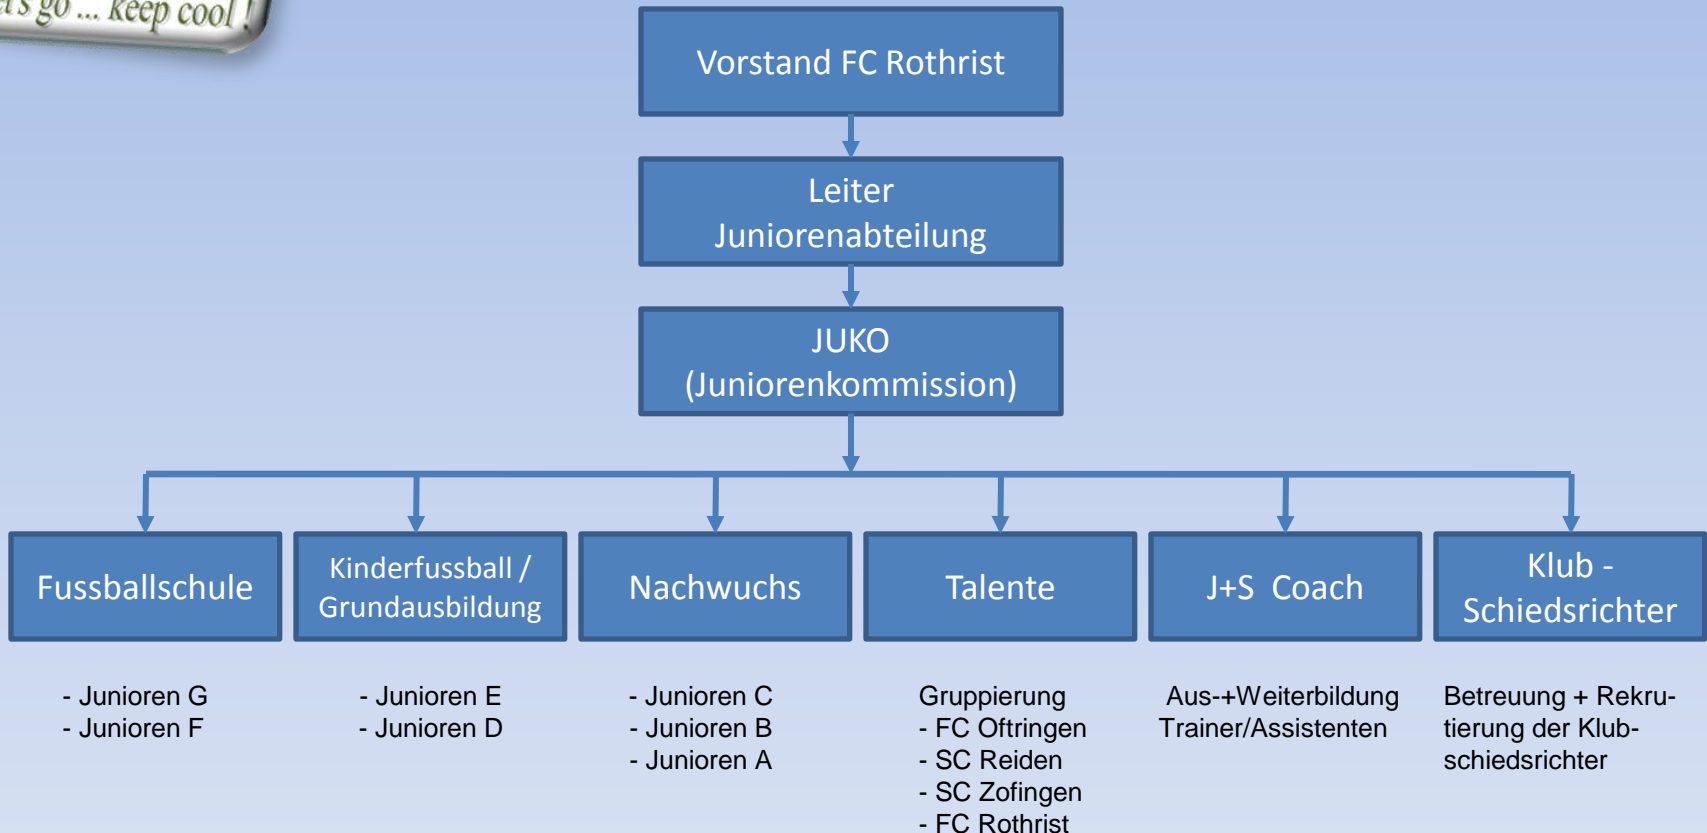 let's go ... keep cool !
Vorstand FC Rothrist
Leiter
Juniorenabteilung
JUKO
(Juniorenkommission)
Fussballschule
Kinderfussball /
Grundausbildung
Nachwuchs
Talente
J+S  Coach
Klub -
Schiedsrichter
- Junioren G
- Junioren F
- Junioren E
- Junioren D
- Junioren C
- Junioren B
- Junioren A
Gruppierung
- FC Oftringen
- SC Reiden
- SC Zofingen
- FC Rothrist
Aus-+Weiterbildung
Trainer/Assistenten
Betreuung + Rekru-
tierung der Klub-
schiedsrichter